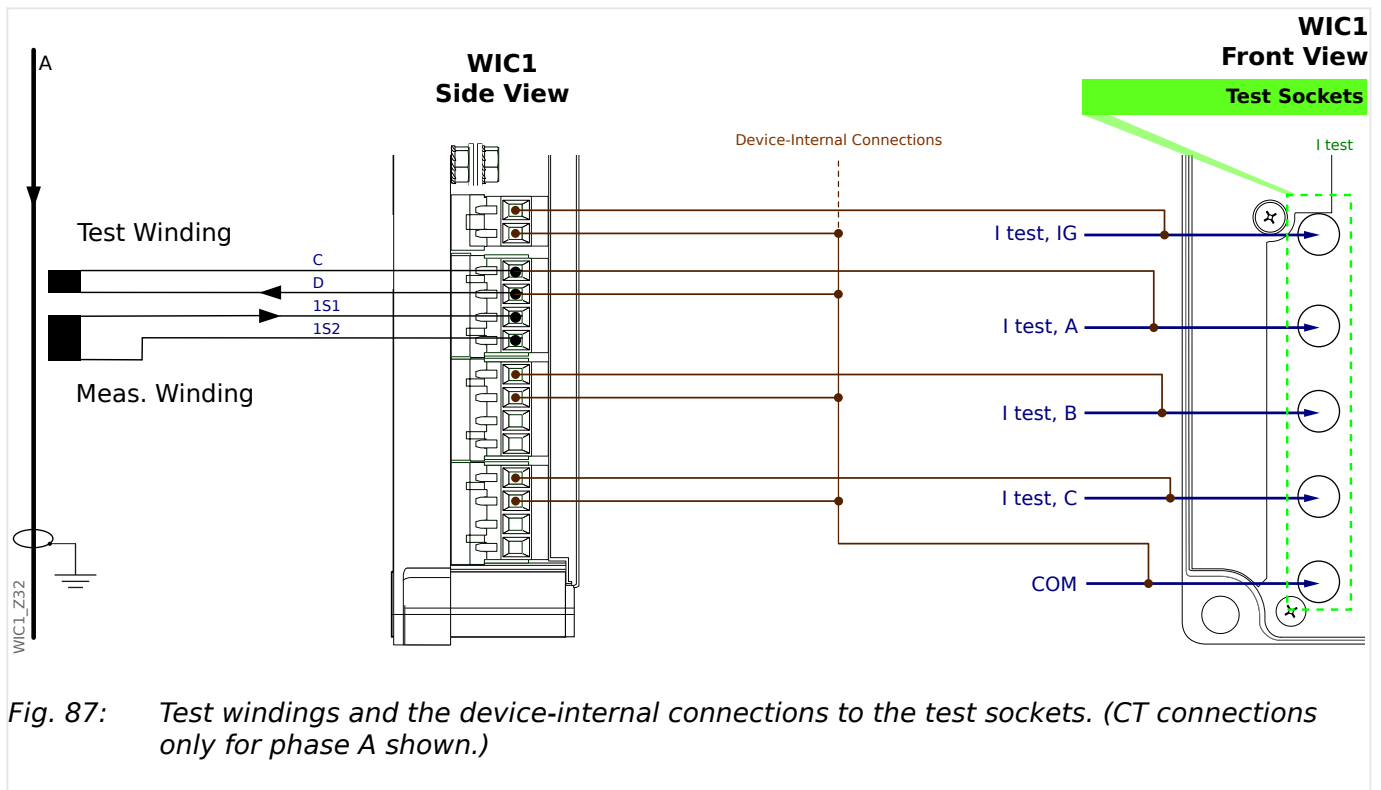 WIC1
Front View
Test Sockets
I test
WIC1
Side View
Device-Internal Connections
A
Test Winding
C
D
1S1
1S2
Meas. Winding
I test, IG
I test, A
I test, B
I test, C
COM
WIC1_Z32
Fig. 87: Test windings and the device-internal connections to the test sockets. (CT connections
only for phase A shown.)